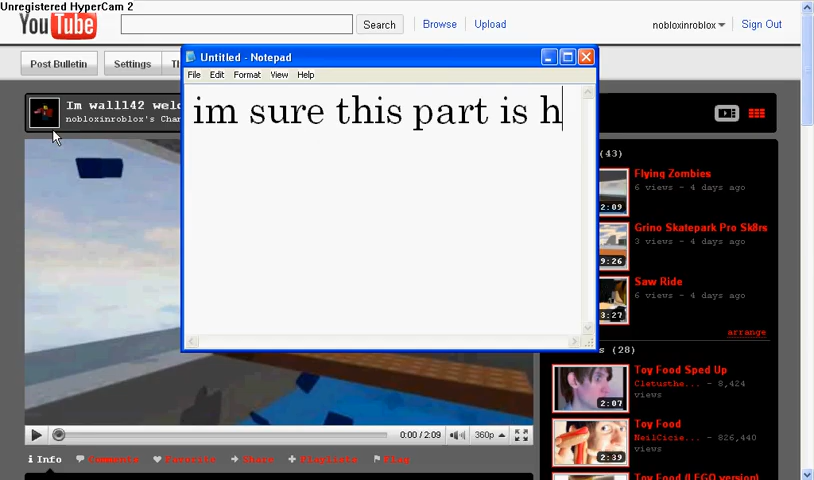 Unregistered HyperCam 2
YouTube
Search
Browse
Upload
nobloxinroblox
Sign Out
Post Bulletin
Settings
Im wall142
nobloxinroblox's
Untitled - Notepad
File Edit Format View Help
im sure this part is h
(43)
Flying Zombies
6 views - 4 days ago
2:09
Grino Skatepark Pro Sk8rs
3 views - 4 days ago
9:26
Saw Ride
6 views - 4 days ago
3:27
arrange
(28)
Toy Food Sped Up
Cletusthe... - 8,424
views
2:07
Toy Food
NeilCicie... - 826,440
views
2:39
Toy Food (LEGO version)
0:00 / 2:09
360p
Info
Comments
Favorite
Share
Playlists
Flag